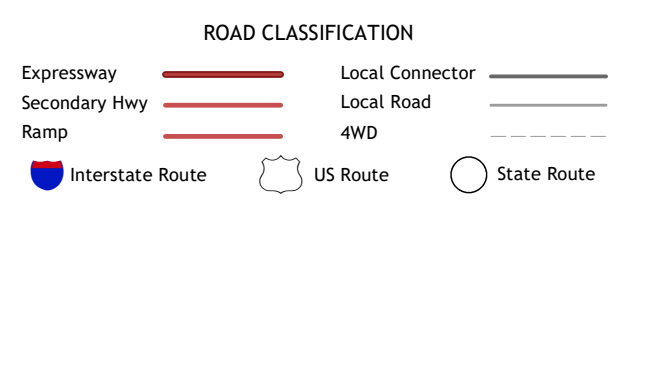 ROAD CLASSIFICATION
Expressway
Secondary Hwy
Ramp
Local Connector
Local Road
4WD
Interstate Route
US Route
State Route